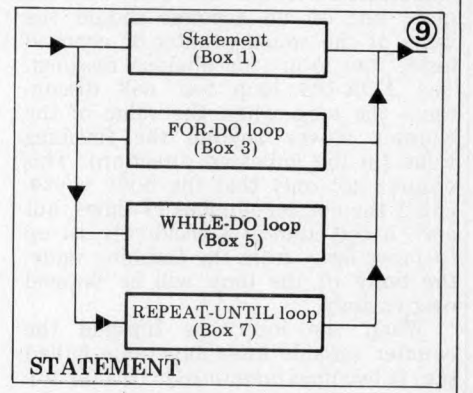 9
Statement
(Box 1)
FOR-DO loop
(Box 3)
WHILE-DO loop
(Box 5)
REPEAT-UNTIL loop
(Box 7)
STATEMENT